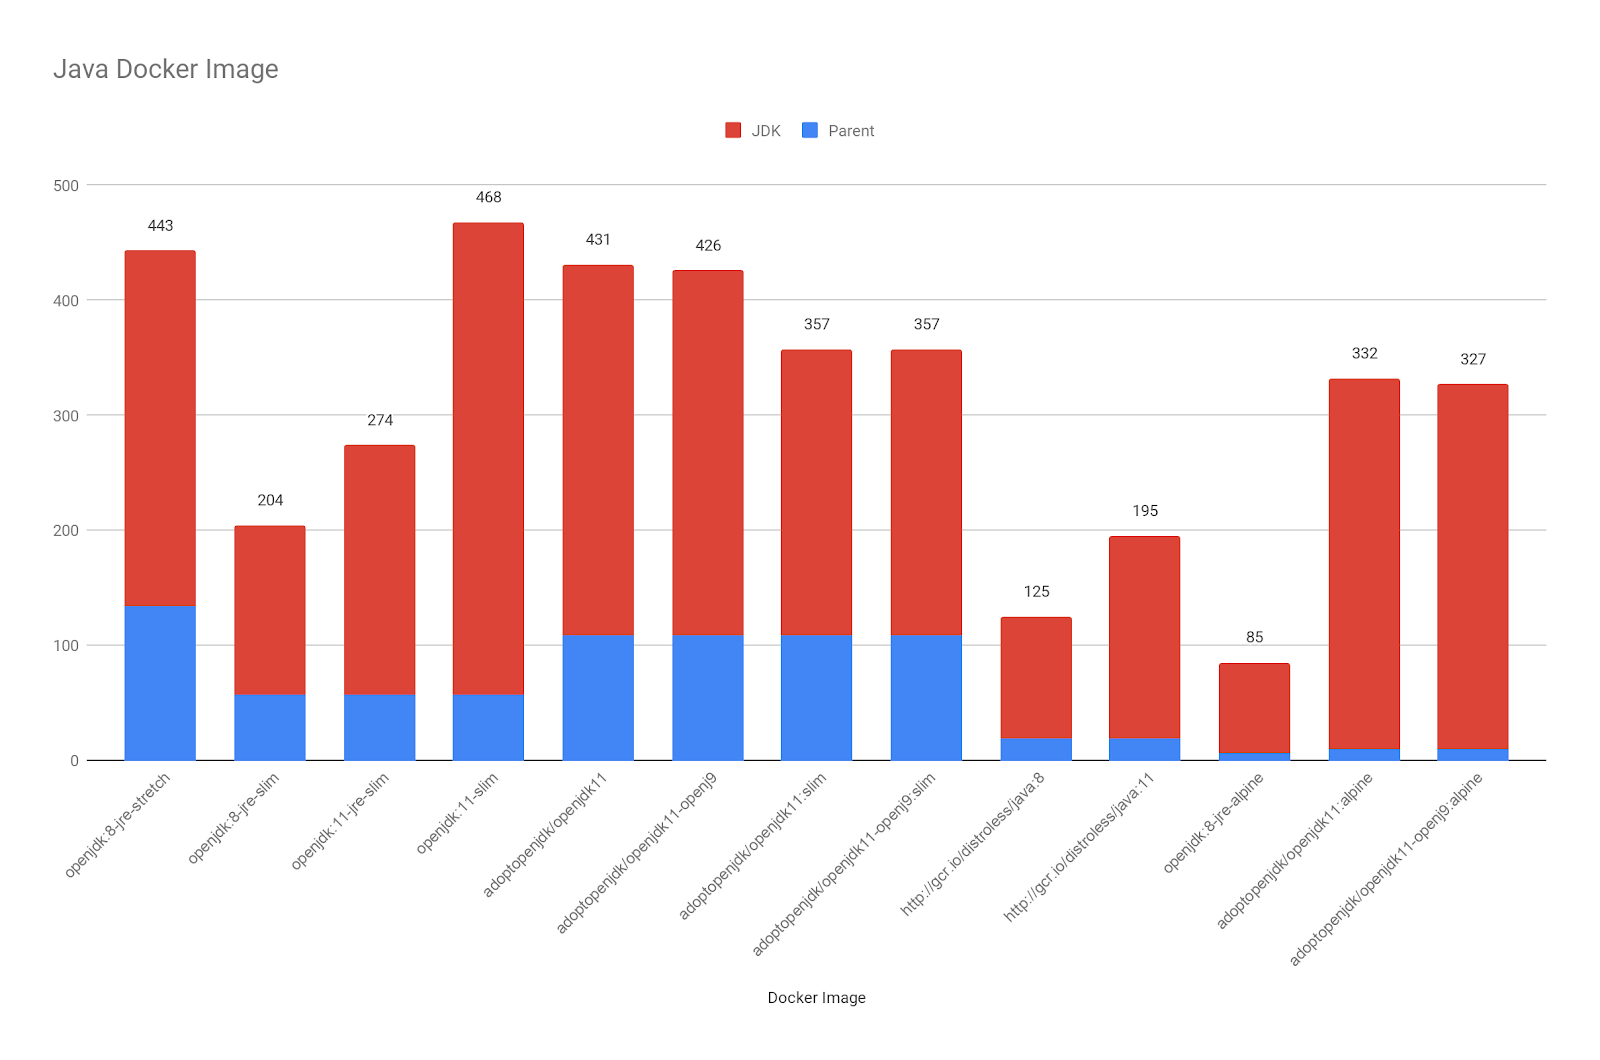 Java Docker Image
JDK
Parent
500
400
300
200
100
0
443
204
274
468
431
426
357
357
125
195
85
332
327
openjdk:8-jre-stretch
openjdk:8-jre-slim
openjdk:11-jre-slim
openjdk:11-slim
adoptopenjdk/openjdk11
adoptopenjdk/openjdk11-openj9
adoptopenjdk/openjdk11:slim
adoptopenjdk/openjdk11-openj9:slim
http://gcr.io/distroless/java:8
http://gcr.io/distroless/java:11
openjdk:8-jre-alpine
adoptopenjdk/openjdk11:alpine
adoptopenjdk/openjdk11-openj9:alpine
Docker Image